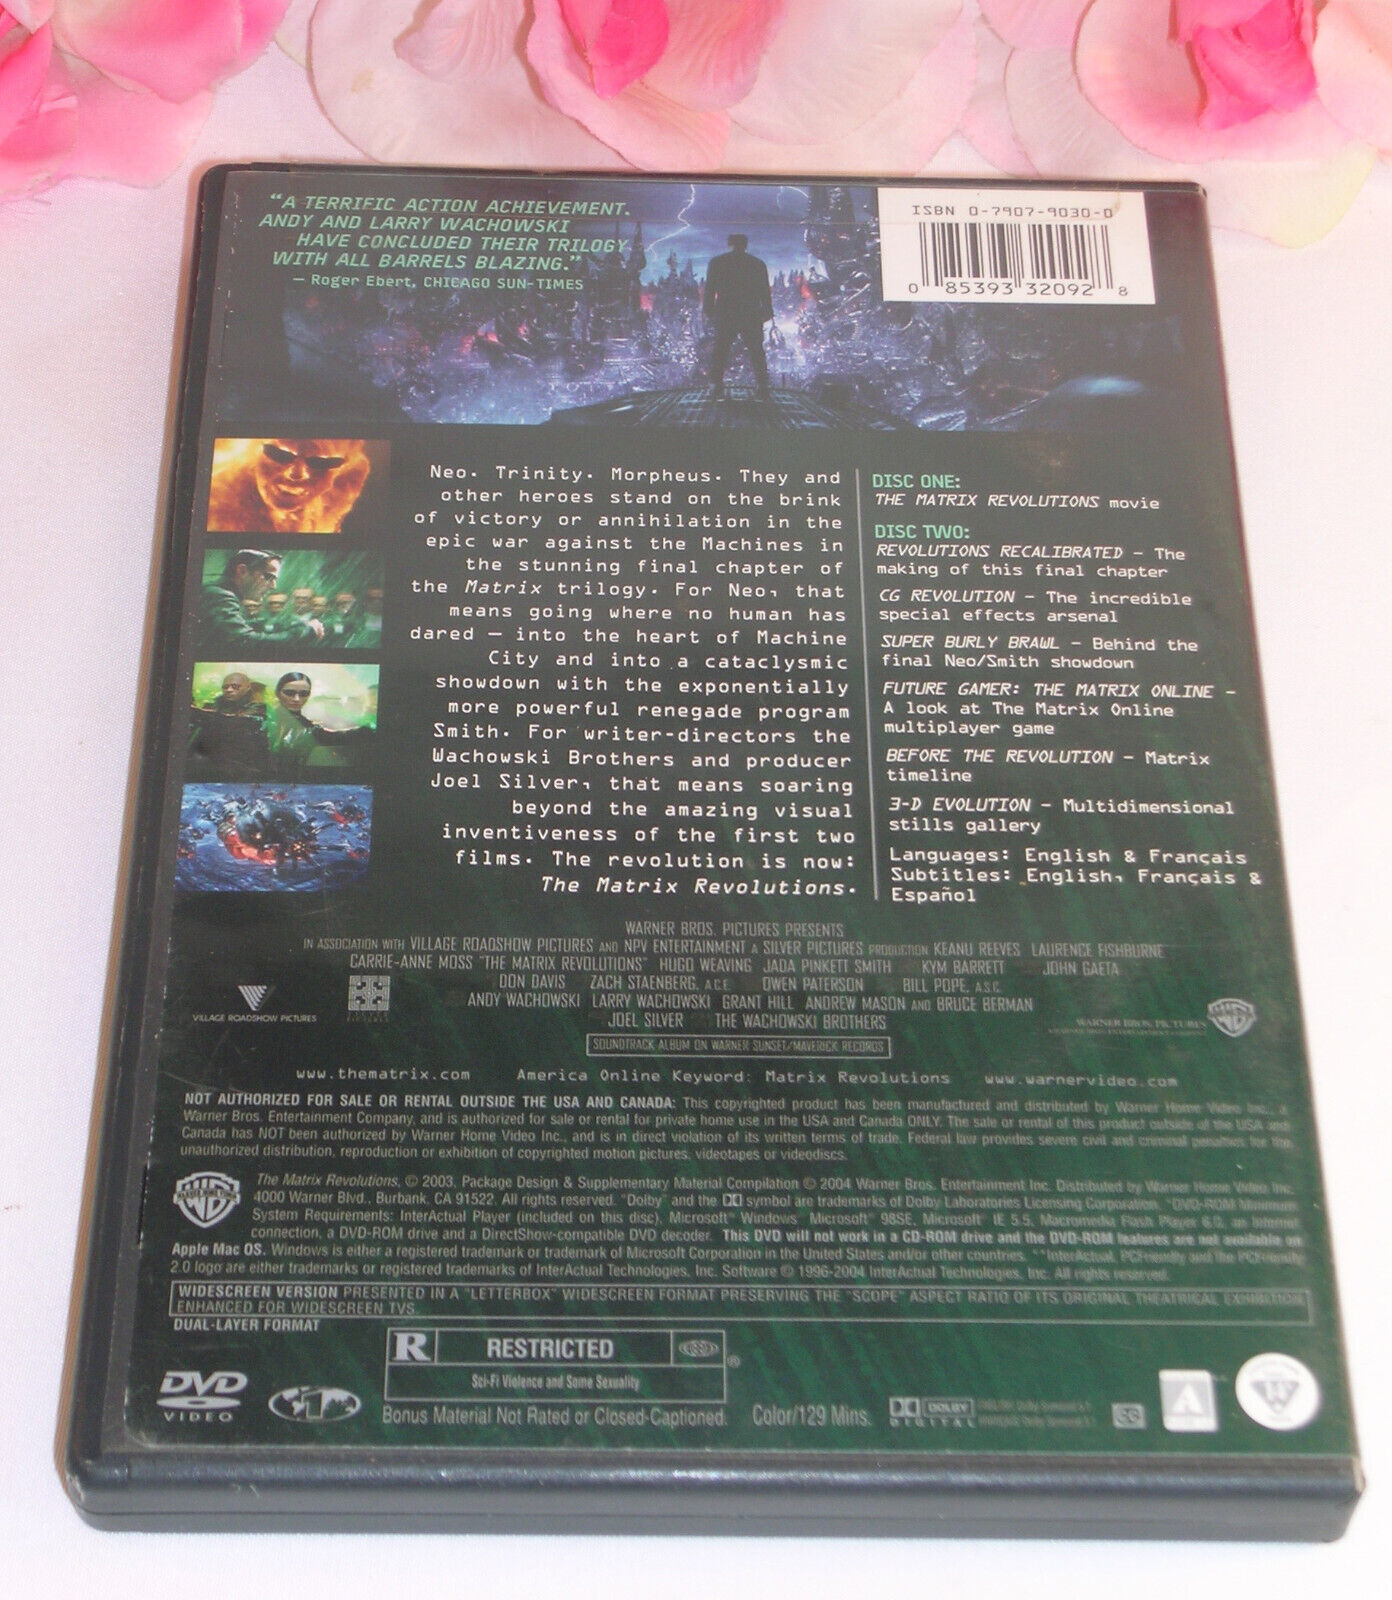 "A TERRIFIC ACTION ACHIEVEMENT.
ANDY AND LARRY WACHOWSKI
HAVE CONCLUDED THEIR TRILOGY
WITH ALL BARRELS BLAZING."
— Roger Ebert, CHICAGO SUN-TIMES
ISBN 0-7907-9030-0
0 85393 32092 8
Neo. Trinity. Morpheus. They and
other heroes stand on the brink
of victory or annihilation in the
epic war against the Machines in
the stunning final chapter of
the Matrix trilogy. For Neo, that
means going where no human has
dared — into the heart of Machine
City and into a cataclysmic
showdown with the exponentially
more powerful renegade program
Smith. For writer-directors the
Wachowski Brothers and producer
Joel Silver, that means soaring
beyond the amazing visual
inventiveness of the first two
films. The revolution is now:
The Matrix Revolutions.
DISC ONE:
THE MATRIX REVOLUTIONS movie
DISC TWO:
REVOLUTIONS RECALIBRATED – The
making of this final chapter
CG REVOLUTION – The incredible
special effects arsenal
SUPER BURLY BRAWL – Behind the
final Neo/Smith showdown
FUTURE GAMER: THE MATRIX ONLINE –
A look at The Matrix Online
multiplayer game
BEFORE THE REVOLUTION – Matrix
timeline
3-D EVOLUTION – Multidimensional
stills gallery
Languages: English & Français
Subtitles: English, Français &
Español
WARNER BROS. PICTURES PRESENTS
IN ASSOCIATION WITH VILLAGE ROADSHOW PICTURES AND NPV ENTERTAINMENT A SILVER PICTURES PRODUCTION KEANU REEVES LAURENCE FISHBURNE
CARRIE-ANNE MOSS "THE MATRIX REVOLUTIONS" HUGO WEAVING JADA PINKETT SMITH KYM BARRETT JOHN GAETA
DON DAVIS ZACH STAENBERG, A.C.E. OWEN PATERSON BILL POPE, A.S.C.
ANDY WACHOWSKI LARRY WACHOWSKI GRANT HILL ANDREW MASON AND BRUCE BERMAN
JOEL SILVER THE WACHOWSKI BROTHERS
VILLAGE ROADSHOW PICTURES
WARNER BROS. PICTURES
SOUNDTRACK ALBUM ON WARNER SUNSET/MAVERICK RECORDS
www.thematrix.com America Online Keyword: Matrix Revolutions www.warnervideo.com
NOT AUTHORIZED FOR SALE OR RENTAL OUTSIDE THE USA AND CANADA: This copyrighted product has been manufactured and distributed by Warner Home Video Inc., a
Warner Bros. Entertainment Company, and is authorized for sale or rental for private home use in the USA and Canada ONLY. The sale or rental of this product outside of the USA and
Canada has NOT been authorized by Warner Home Video Inc., and is in direct violation of its written terms of trade. Federal law provides severe civil and criminal penalties for the
unauthorized distribution, reproduction or exhibition of copyrighted motion pictures, videotapes or videodiscs.
The Matrix Revolutions, © 2003. Package Design & Supplementary Material Compilation © 2004 Warner Bros. Entertainment Inc. Distributed by Warner Home Video Inc.
4000 Warner Blvd., Burbank, CA 91522. All rights reserved. "Dolby" and the DD symbol are trademarks of Dolby Laboratories Licensing Corporation. *DVD-ROM Minimum
System Requirements: InterActual Player (included on this disc), Microsoft™ Windows™ Microsoft™ 98SE, Microsoft™ IE 5.5, Macromedia Flash Player 6.0, an Internet
connection, a DVD-ROM drive and a DirectShow-compatible DVD decoder. This DVD will not work in a CD-ROM drive and the DVD-ROM features are not available on
Apple Mac OS. Windows is either a registered trademark or trademark of Microsoft Corporation in the United States and/or other countries. **InterActual, PCFriendly and the PCFriendly
2.0 logo are either trademarks or registered trademarks of InterActual Technologies, Inc. Software © 1996-2004 InterActual Technologies, Inc. All rights reserved.
WIDESCREEN VERSION PRESENTED IN A "LETTERBOX" WIDESCREEN FORMAT PRESERVING THE "SCOPE" ASPECT RATIO OF ITS ORIGINAL THEATRICAL EXHIBITION.
ENHANCED FOR WIDESCREEN TVS.
DUAL-LAYER FORMAT
R RESTRICTED ®
Sci-Fi Violence and Some Sexuality
DVD
VIDEO
1
Bonus Material Not Rated or Closed-Captioned. Color/129 Mins.
DOLBY
DIGITAL
A